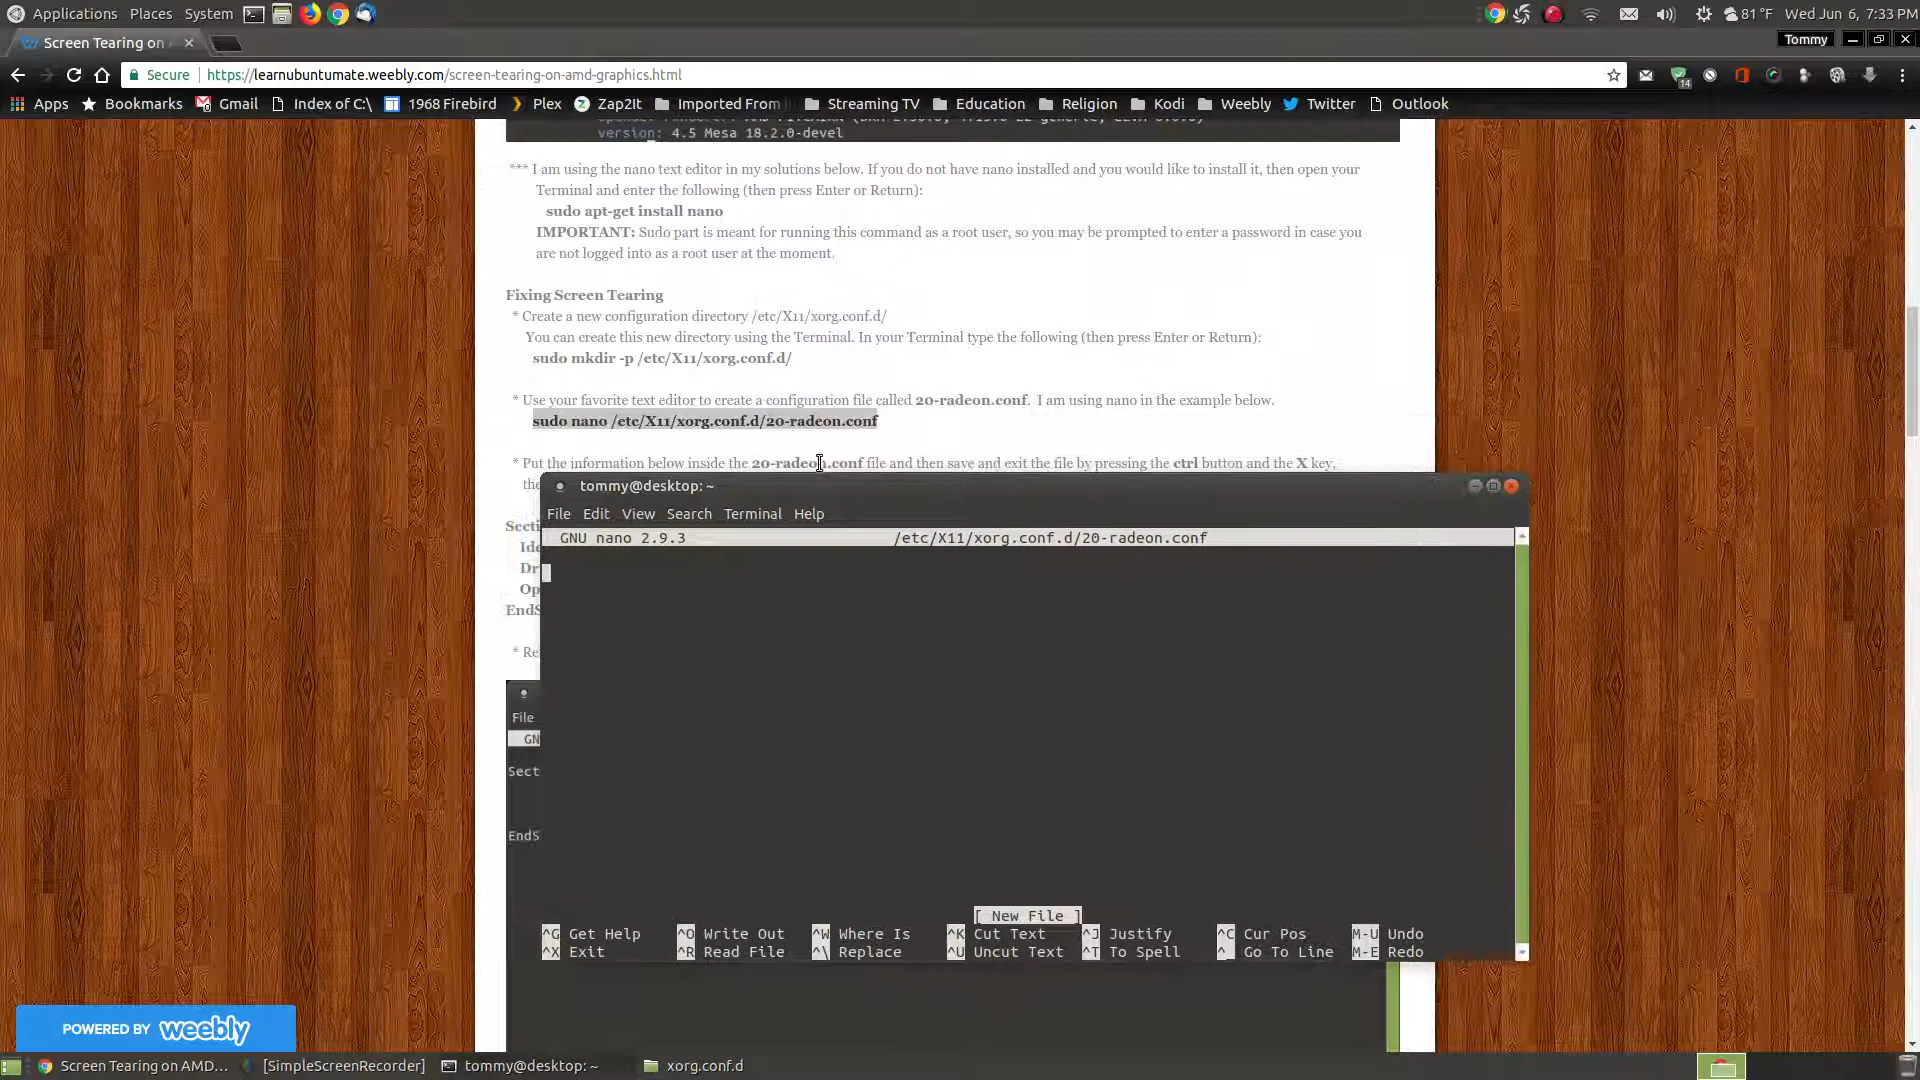 Applications Places System
81 °F Wed Jun 6, 7:33 PM
Screen Tearing on
Tommy
Secure https://learnubuntumate.weebly.com/screen-tearing-on-amd-graphics.html
14
Apps Bookmarks Gmail Index of C:\ 1968 Firebird Plex Zap2It Imported From Streaming TV Education Religion Kodi Weebly Twitter Outlook
version: 4.5 Mesa 18.2.0-devel
*** I am using the nano text editor in my solutions below. If you do not have nano installed and you would like to install it, then open your
Terminal and enter the following (then press Enter or Return):
sudo apt-get install nano
IMPORTANT: Sudo part is meant for running this command as a root user, so you may be prompted to enter a password in case you
are not logged into as a root user at the moment.
Fixing Screen Tearing
* Create a new configuration directory /etc/X11/xorg.conf.d/
You can create this new directory using the Terminal. In your Terminal type the following (then press Enter or Return):
sudo mkdir -p /etc/X11/xorg.conf.d/
* Use your favorite text editor to create a configuration file called 20-radeon.conf. I am using nano in the example below.
sudo nano /etc/X11/xorg.conf.d/20-radeon.conf
* Put the information below inside the 20-radeon.conf file and then save and exit the file by pressing the ctrl button and the X key,
the
tommy@desktop: ~
File Edit View Search Terminal Help
GNU nano 2.9.3 /etc/X11/xorg.conf.d/20-radeon.conf
Secti
Ide
Dr
Op
EndS
* Re
File
GN
Sect
EndS
[ New File ]
^G Get Help ^O Write Out ^W Where Is ^K Cut Text ^J Justify ^C Cur Pos M-U Undo
^X Exit ^R Read File ^\ Replace ^U Uncut Text ^T To Spell ^_ Go To Line M-E Redo
POWERED BY weebly
Screen Tearing on AMD... [SimpleScreenRecorder] tommy@desktop: ~ xorg.conf.d